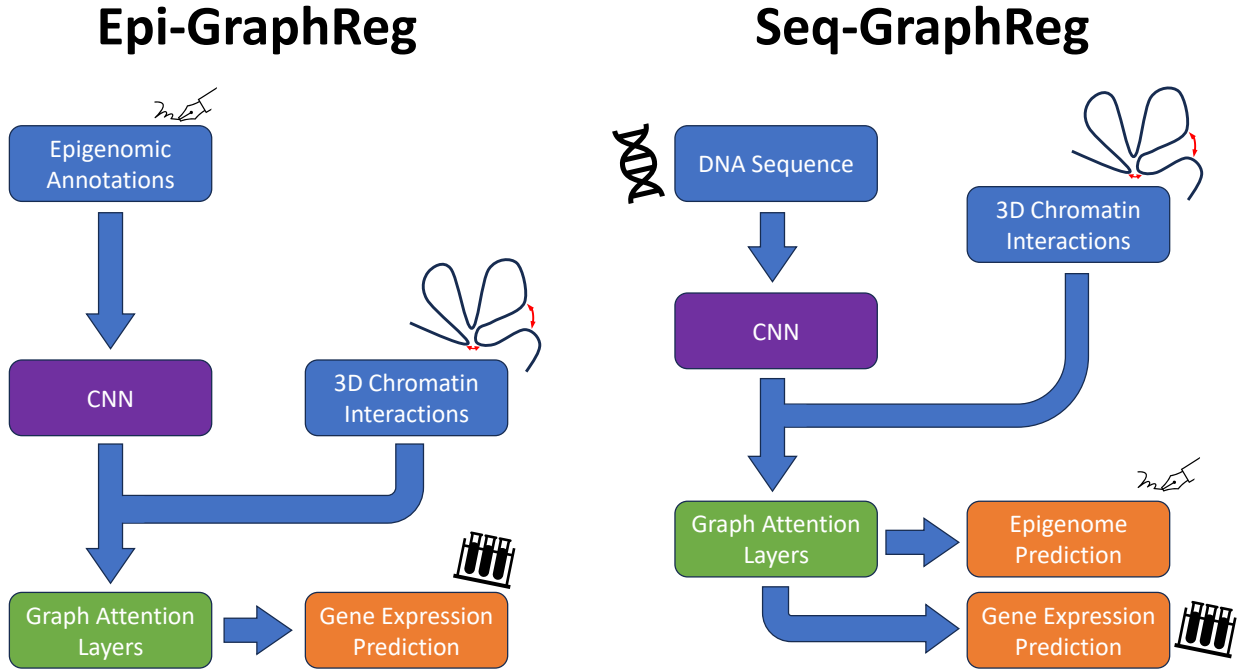 Epi-GraphReg
Epigenomic
Annotations
CNN
3D Chromatin
Interactions
Graph Attention
Layers
Gene Expression
Prediction
Seq-GraphReg
DNA Sequence
3D Chromatin
Interactions
CNN
Graph Attention
Layers
Epigenome
Prediction
Gene Expression
Prediction